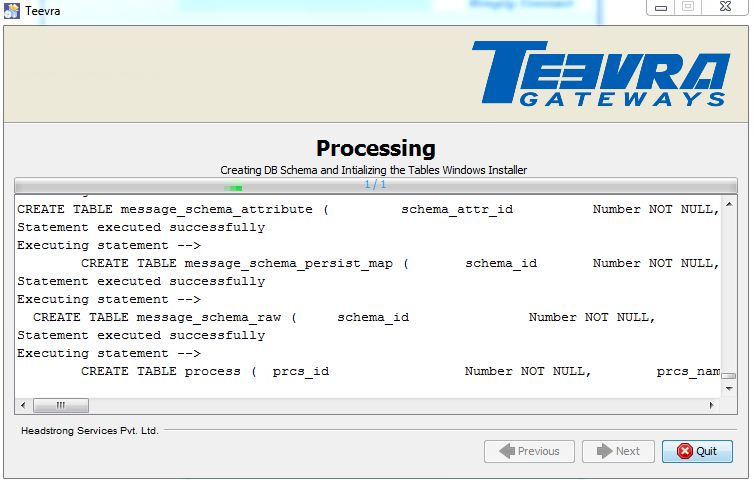 Teevra
TEEVRA
GATEWAYS
Processing
Creating DB Schema and Intializing the Tables Windows Installer
1 / 1
CREATE TABLE message_schema_attribute (          schema_attr_id          Number NOT NULL,
Statement executed successfully
Executing statement -->
        CREATE TABLE message_schema_persist_map (       schema_id       Number NOT NULL,
Statement executed successfully
Executing statement -->
  CREATE TABLE message_schema_raw (     schema_id               Number NOT NULL,
Statement executed successfully
Executing statement -->
        CREATE TABLE process (  prcs_id                 Number NOT NULL,        prcs_nam
Headstrong Services Pvt. Ltd.
Previous
Next
Quit